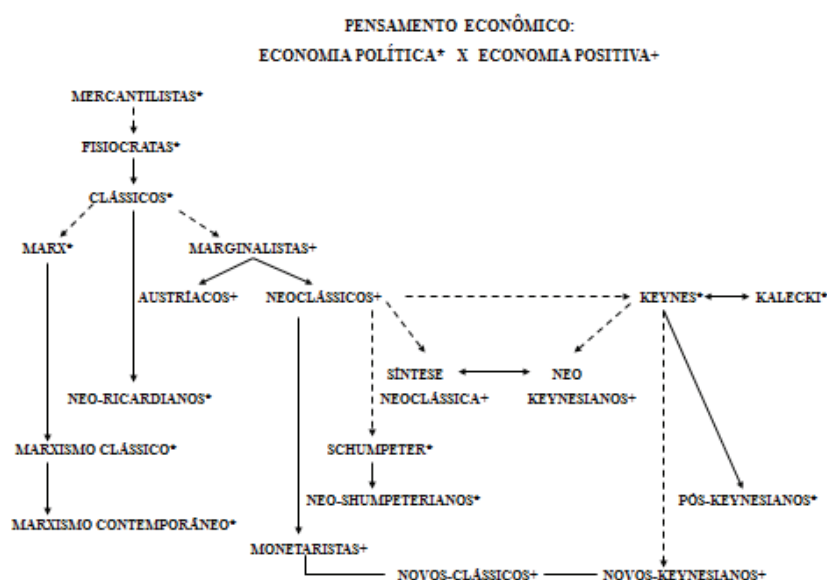 PENSAMENTO ECONÔMICO:
ECONOMIA POLÍTICA* X ECONOMIA POSITIVA+
MERCANTILISTAS*
FISIOCRATAS*
CLÁSSICOS*
MARX* MARGINALISTAS+
AUSTRÍACOS+ NEOCLÁSSICOS+ KEYNES* KALECKI*
SÍNTESE NEO
NEOCLÁSSICA+ KEYNESIANOS+
NEO-RICARDIANOS*
MARXISMO CLÁSSICO* SCHUMPETER*
NEO-SHUMPETERIANOS* PÓS-KEYNESIANOS*
MARXISMO CONTEMPORÂNEO*
MONETARISTAS+
NOVOS-CLÁSSICOS+ NOVOS-KEYNESIANOS+